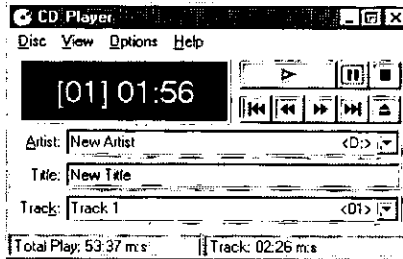 CD Player
Disc View Options Help
[01] 01:56
Artist: New Artist <D:>
Title: New Title
Track: Track 1 <01>
Total Play: 53:37 m:s Track: 02:26 m:s